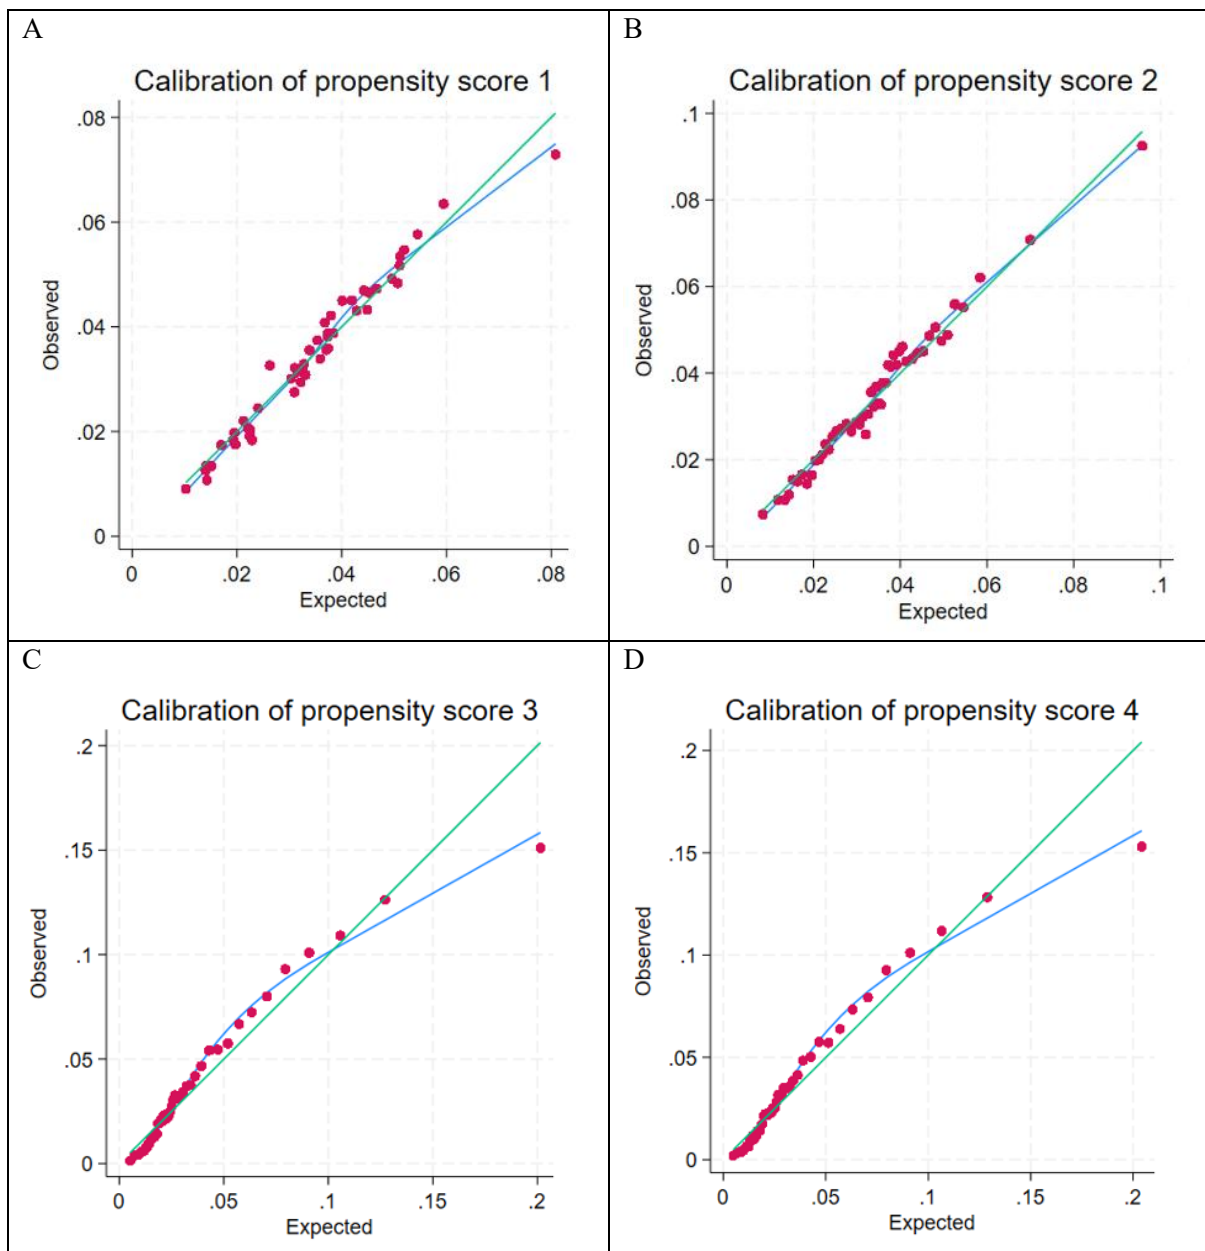 A
Calibration of propensity score 1
.08
.06
.04
.02
0
Observed
0 .02 .04 .06 .08
Expected
B
Calibration of propensity score 2
.1
.08
.06
.04
.02
0
Observed
0 .02 .04 .06 .08 .1
Expected
C
Calibration of propensity score 3
.2
.15
.1
.05
0
Observed
0 .05 .1 .15 .2
Expected
D
Calibration of propensity score 4
.2
.15
.1
.05
0
Observed
0 .05 .1 .15 .2
Expected